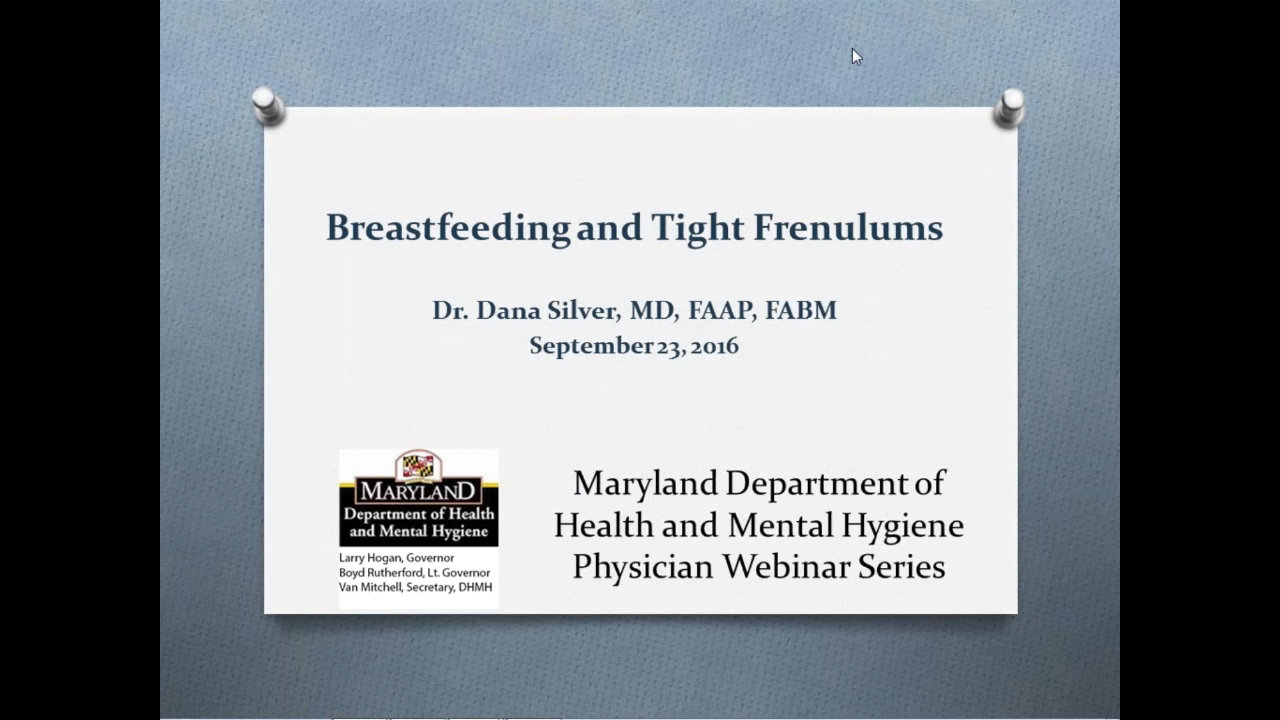 Breastfeeding and Tight Frenulums
Dr. Dana Silver, MD, FAAP, FABM
September 23, 2016
MARYLAND
Department of Health
and Mental Hygiene
Larry Hogan, Governor
Boyd Rutherford, Lt. Governor
Van Mitchell, Secretary, DHMH
Maryland Department of
Health and Mental Hygiene
Physician Webinar Series